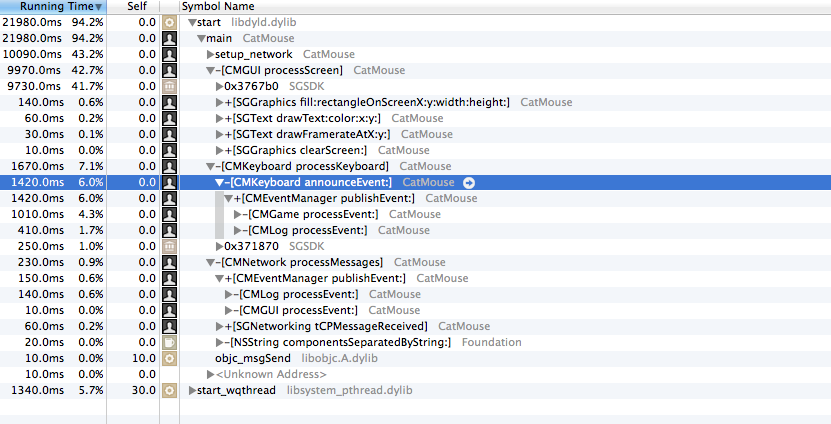 Running Time Self Symbol Name
21980.0ms 94.2% 0.0 start libdyld.dylib
21980.0ms 94.2% 0.0 main CatMouse
10090.0ms 43.2% 0.0 setup_network CatMouse
9970.0ms 42.7% 0.0 -[CMGUI processScreen] CatMouse
9730.0ms 41.7% 0.0 0x3767b0 SGSDK
140.0ms 0.6% 0.0 +[SGGraphics fill:rectangleOnScreenX:y:width:height:] CatMouse
60.0ms 0.2% 0.0 +[SGText drawText:color:x:y:] CatMouse
30.0ms 0.1% 0.0 +[SGText drawFramerateAtX:y:] CatMouse
10.0ms 0.0% 0.0 +[SGGraphics clearScreen:] CatMouse
1670.0ms 7.1% 0.0 -[CMKeyboard processKeyboard] CatMouse
1420.0ms 6.0% 0.0 -[CMKeyboard announceEvent:] CatMouse
1420.0ms 6.0% 0.0 +[CMEventManager publishEvent:] CatMouse
1010.0ms 4.3% 0.0 -[CMGame processEvent:] CatMouse
410.0ms 1.7% 0.0 -[CMLog processEvent:] CatMouse
250.0ms 1.0% 0.0 0x371870 SGSDK
230.0ms 0.9% 0.0 -[CMNetwork processMessages] CatMouse
150.0ms 0.6% 0.0 +[CMEventManager publishEvent:] CatMouse
140.0ms 0.6% 0.0 -[CMLog processEvent:] CatMouse
10.0ms 0.0% 0.0 -[CMGUI processEvent:] CatMouse
60.0ms 0.2% 0.0 +[SGNetworking tCPMessageReceived] CatMouse
20.0ms 0.0% 0.0 -[NSString componentsSeparatedByString:] Foundation
10.0ms 0.0% 10.0 objc_msgSend libobjc.A.dylib
10.0ms 0.0% 0.0 <Unknown Address>
1340.0ms 5.7% 30.0 start_wqthread libsystem_pthread.dylib